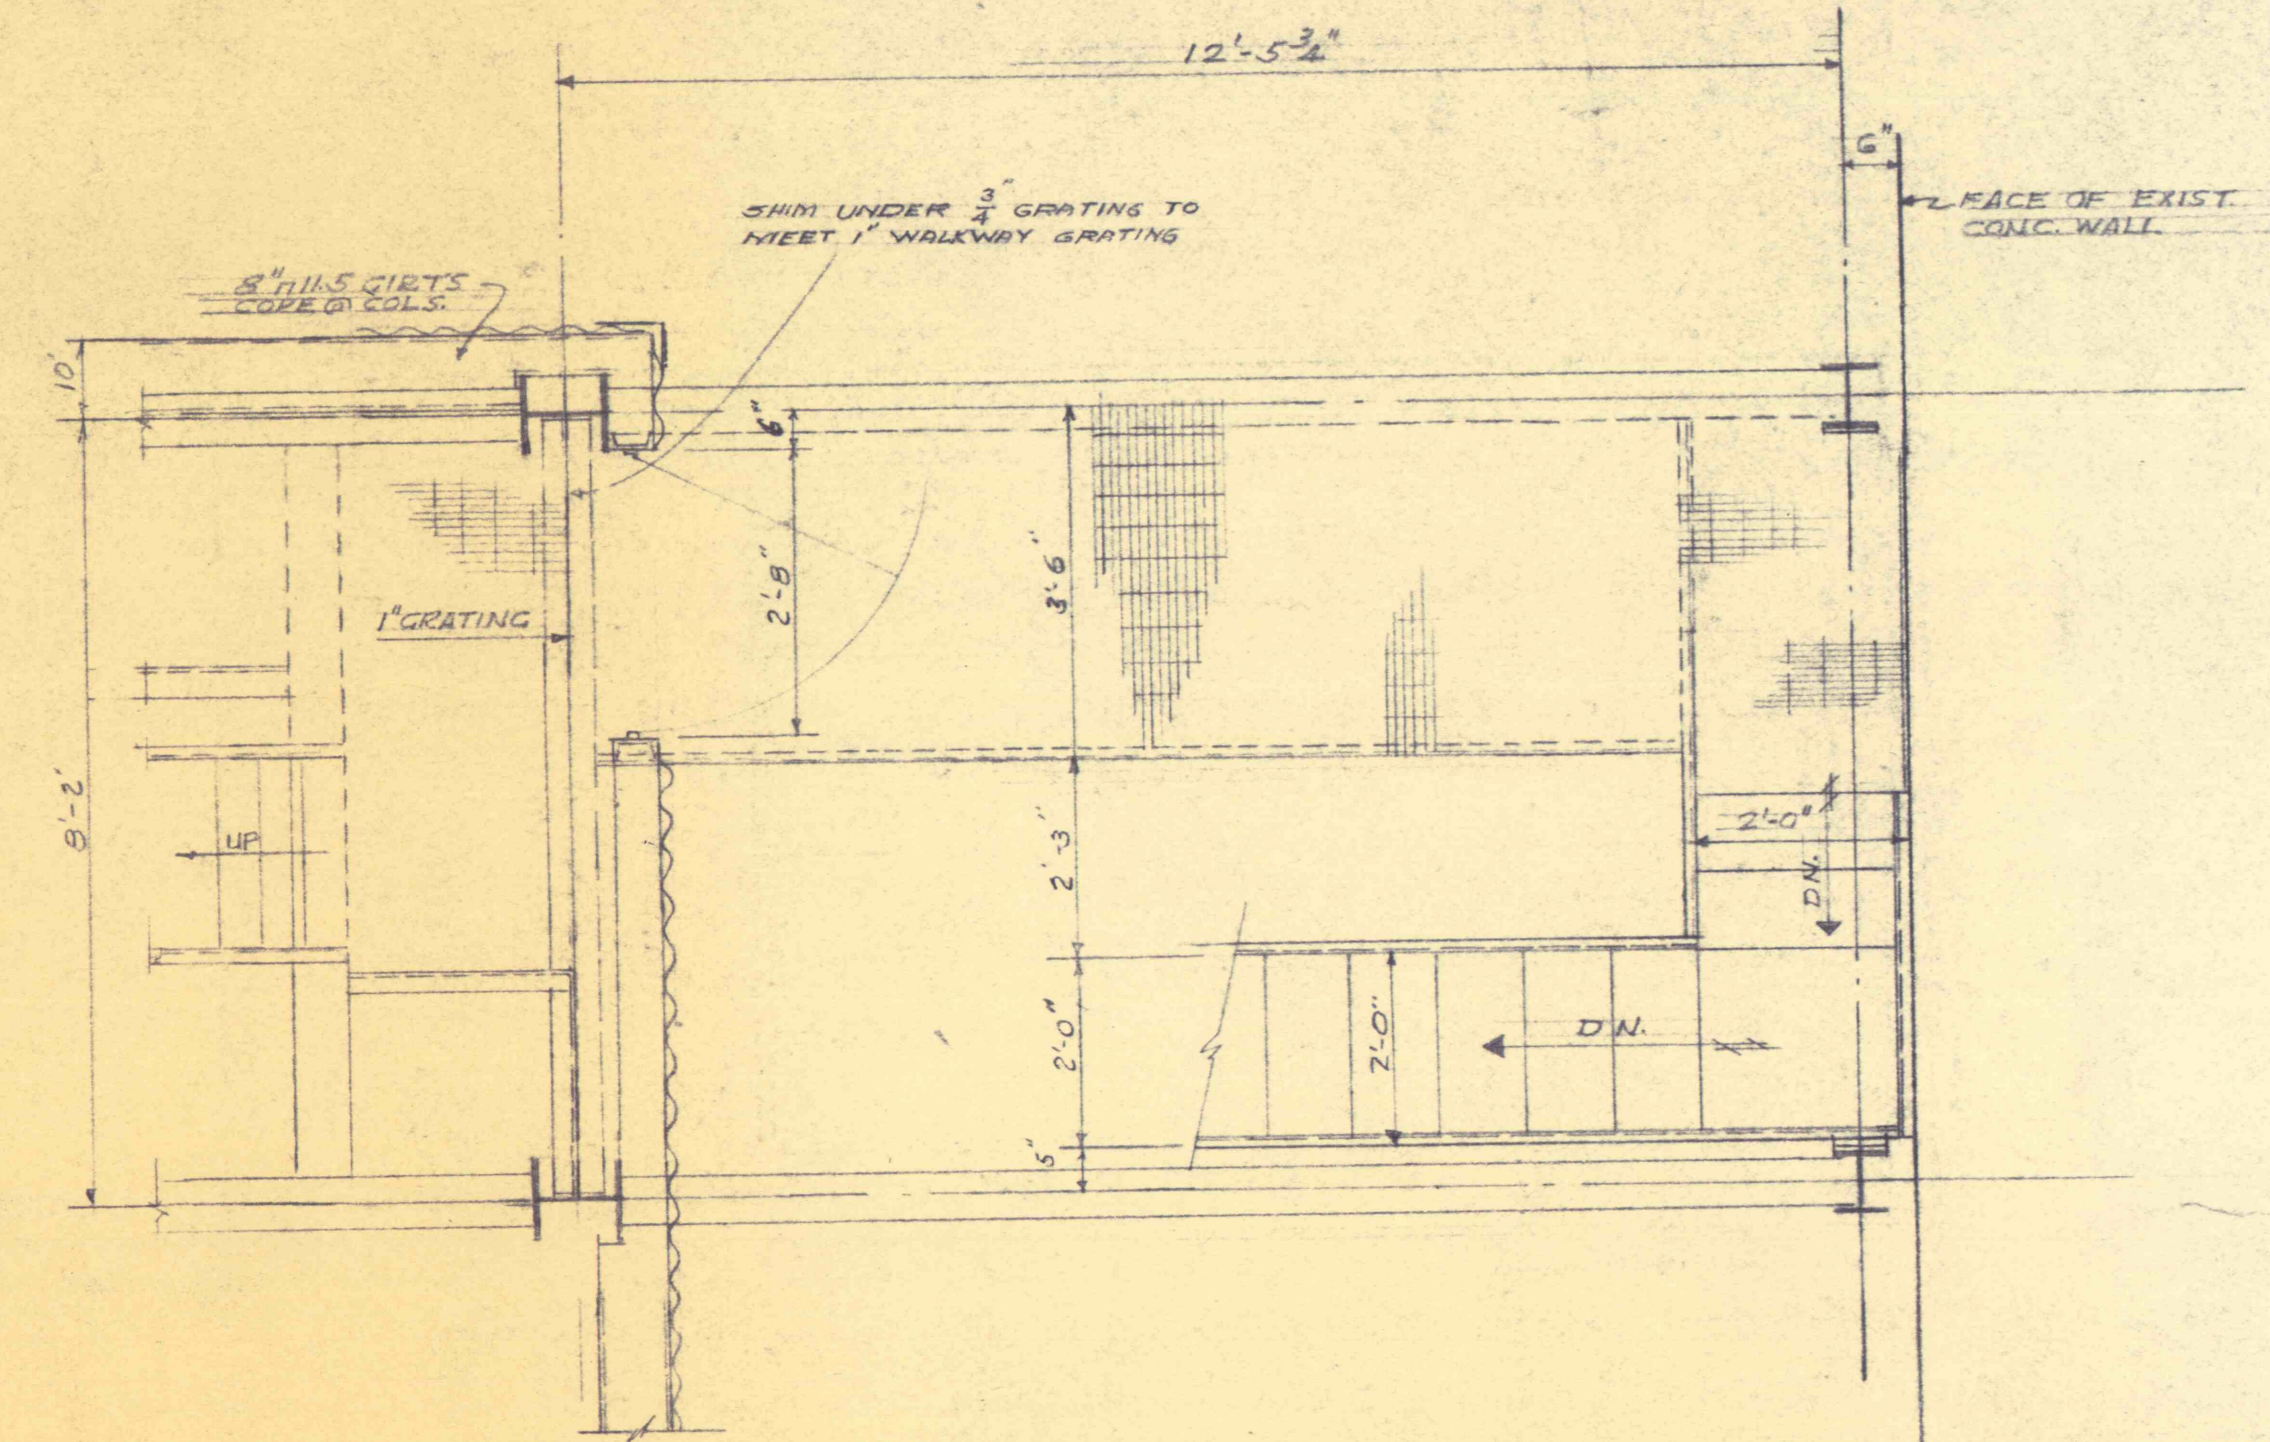 12'-5 3/4"
6"
FACE OF EXIST.
CONC. WALL
SHIM UNDER 3/4" GRATING TO
MEET 1" WALKWAY GRATING
8" [ 11.5 GIRTS
COPE @ COLS.
10'
6"
2'-8"
3'-6"
1" GRATING
8'-2'
UP
2'-3"
2'-0"
DN.
2'-0"
2'-0"
DN.
5"